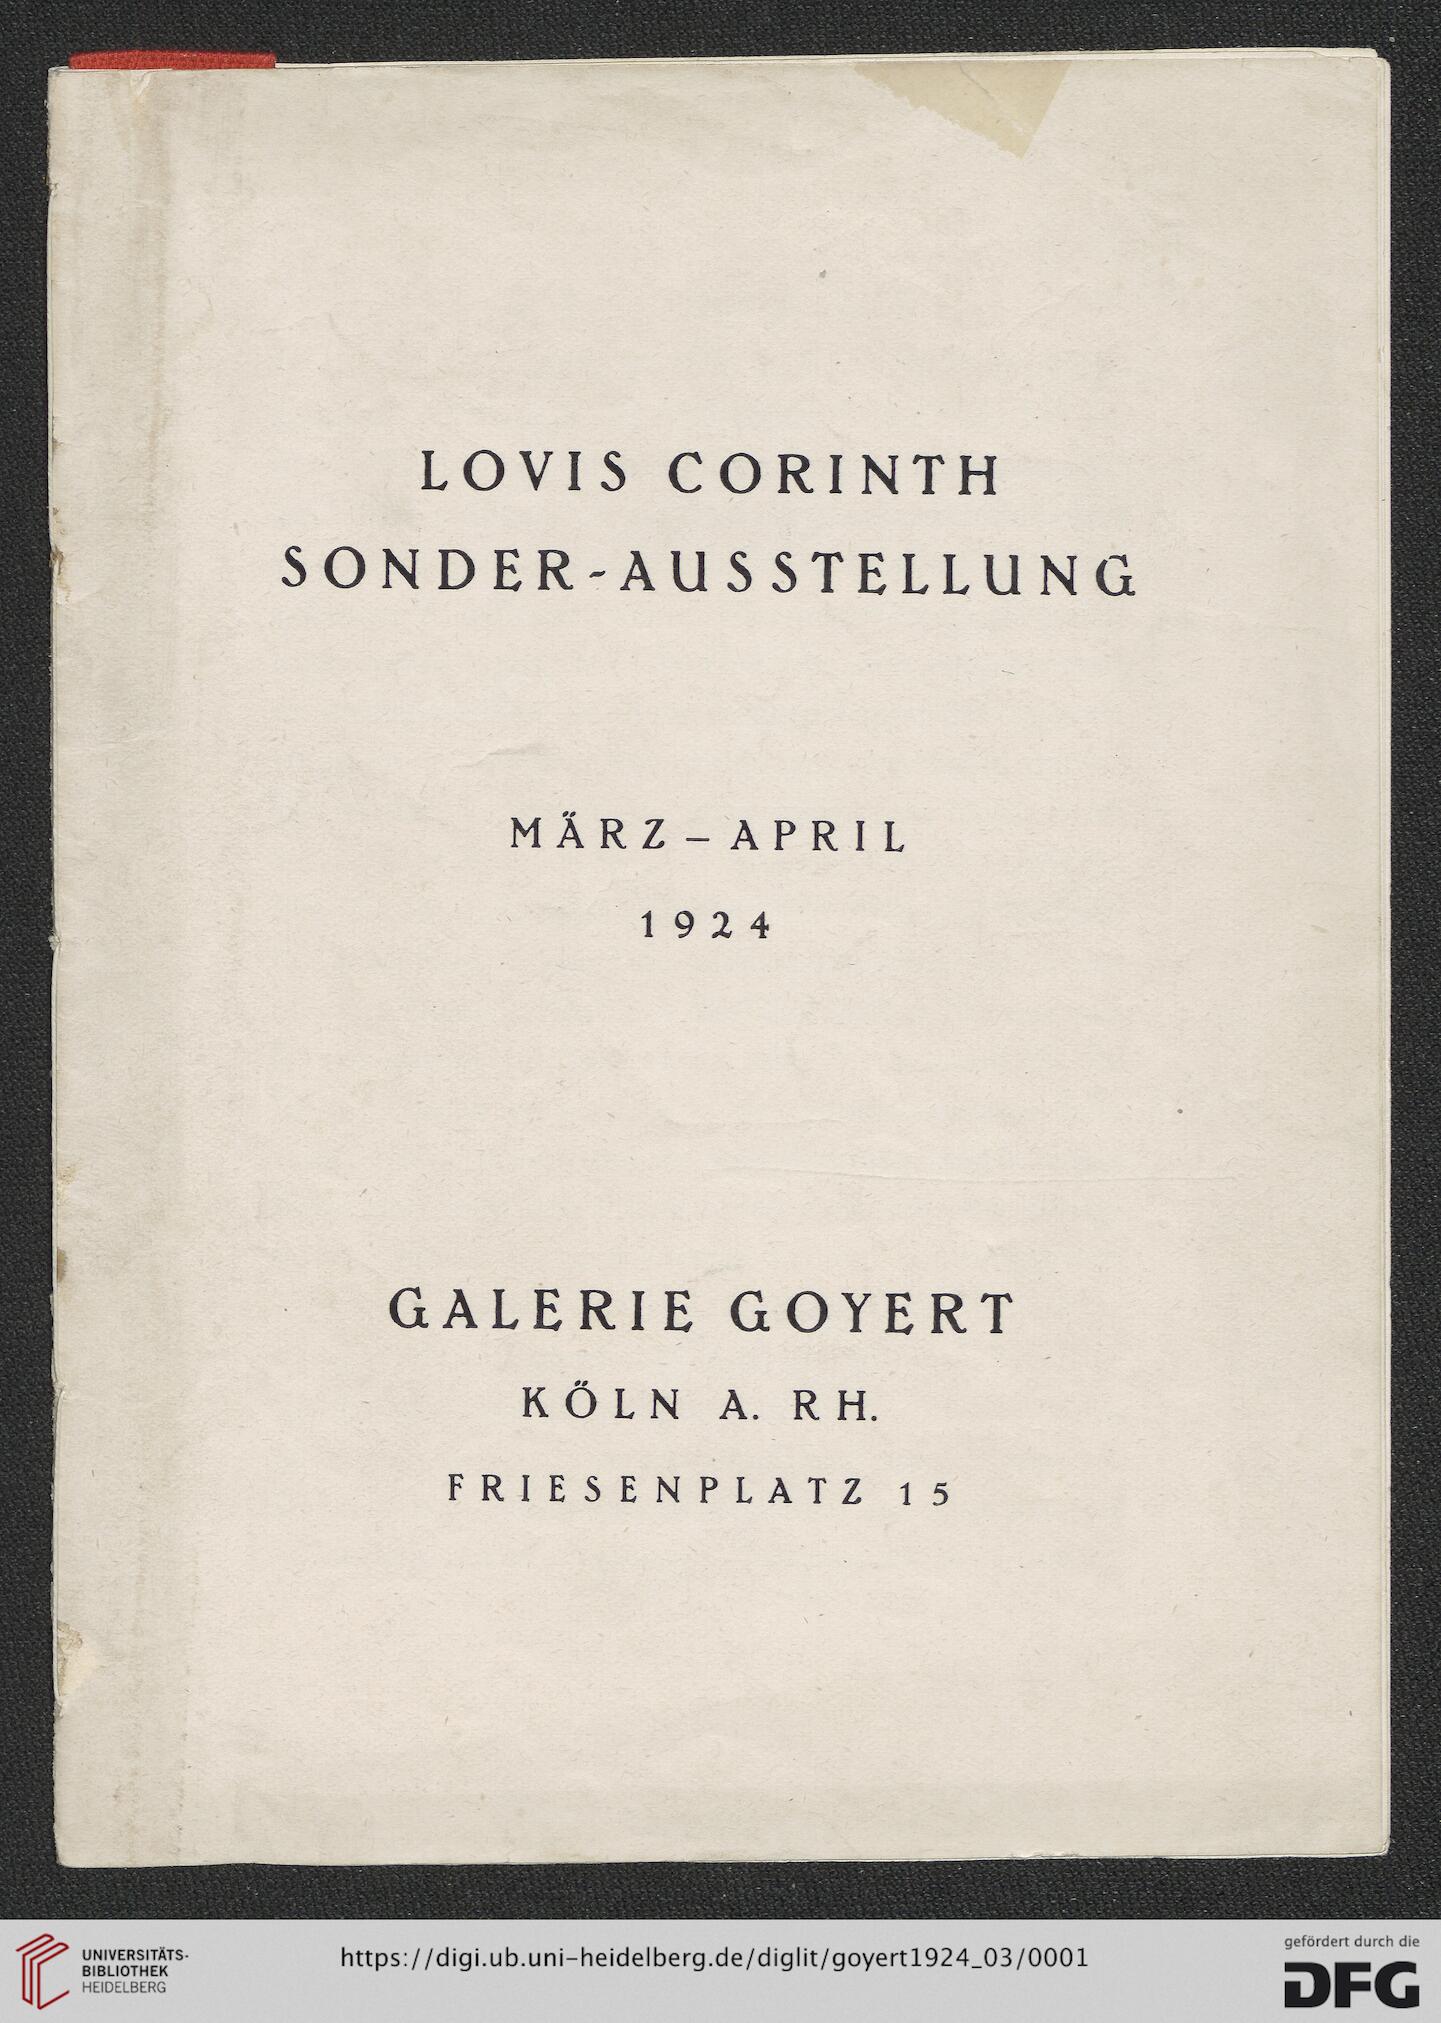 LOVIS CORINTH
SONDER-AUSSTELLUNG
MÄRZ – APRIL
1924
GALERIE GOYERT
KÖLN A. RH.
FRIESENPLATZ 15
UNIVERSITÄTS-
BIBLIOTHEK
HEIDELBERG
https://digi.ub.uni-heidelberg.de/diglit/goyert1924_03/0001
gefördert durch die
DFG